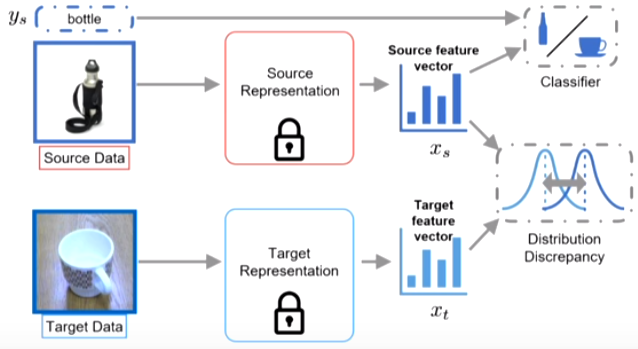 yₛ
bottle
Source Data
Source
Representation
Source feature
vector
xₛ
Classifier
Target Data
Target
Representation
Target
feature
vector
xₜ
Distribution
Discrepancy